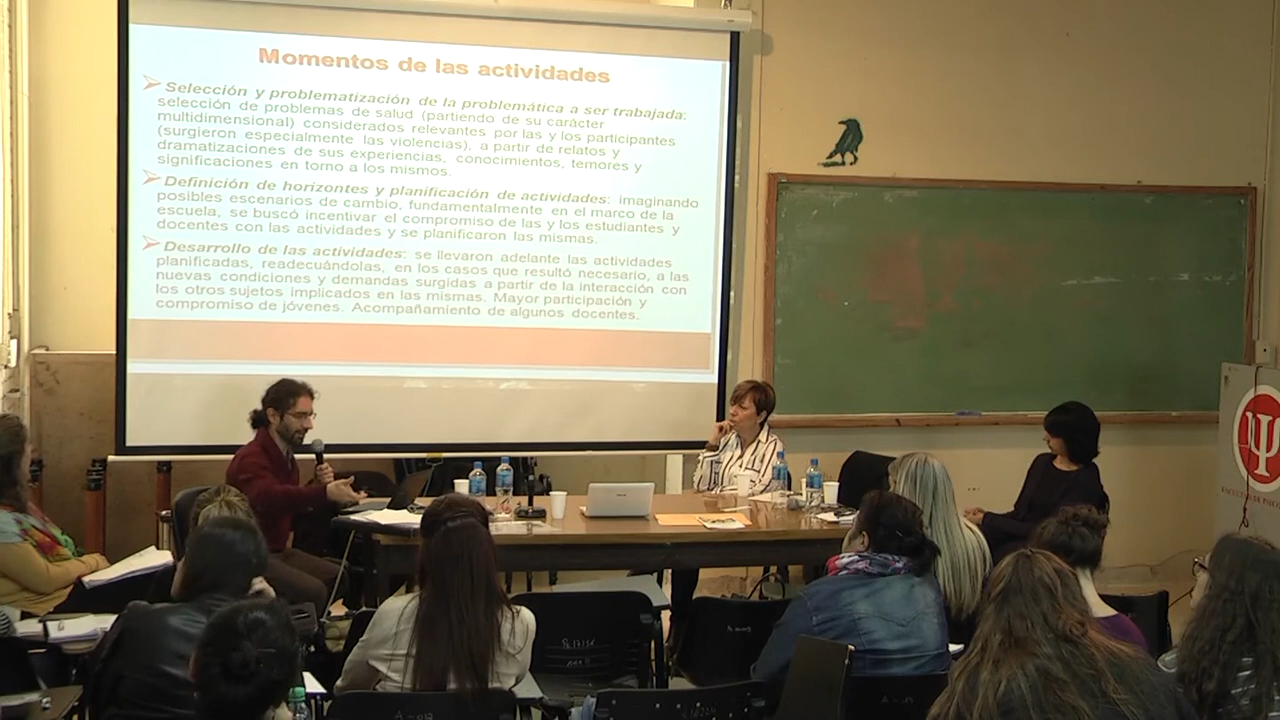 Momentos de las actividades
Selección y problematización de la problemática a ser trabajada:
selección de problemas de salud (partiendo de su carácter
multidimensional) considerados relevantes por las y los participantes
(surgieron especialmente las violencias), a partir de relatos y
dramatizaciones de sus experiencias, conocimientos, temores y
significaciones en torno a los mismos.
Definición de horizontes y planificación de actividades: imaginando
posibles escenarios de cambio, fundamentalmente en el marco de la
escuela, se buscó incentivar el compromiso de las y los estudiantes y
docentes con las actividades y se planificaron las mismas.
Desarrollo de las actividades: se llevaron adelante las actividades
planificadas, readecuándolas, en los casos que resultó necesario, a las
nuevas condiciones y demandas surgidas a partir de la interacción con
los otros sujetos implicados en las mismas. Mayor participación y
compromiso de jóvenes. Acompañamiento de algunos docentes.
Ψ
FACULTAD DE